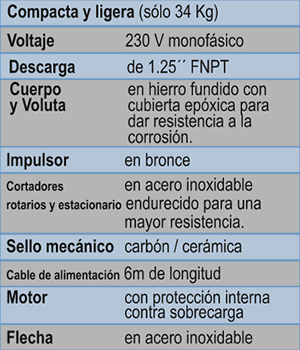 Compacta y ligera (sólo 34 Kg)
Voltaje 230 V monofásico
Descarga de 1.25´´ FNPT
Cuerpo en hierro fundido con
y Voluta cubierta epóxica para
dar resistencia a la
corrosión.
Impulsor en bronce
Cortadores en acero inoxidable
rotarios y estacionario endurecido para una
mayor resistencia.
Sello mecánico carbón / cerámica
Cable de alimentación 6m de longitud
Motor con protección interna
contra sobrecarga
Flecha en acero inoxidable